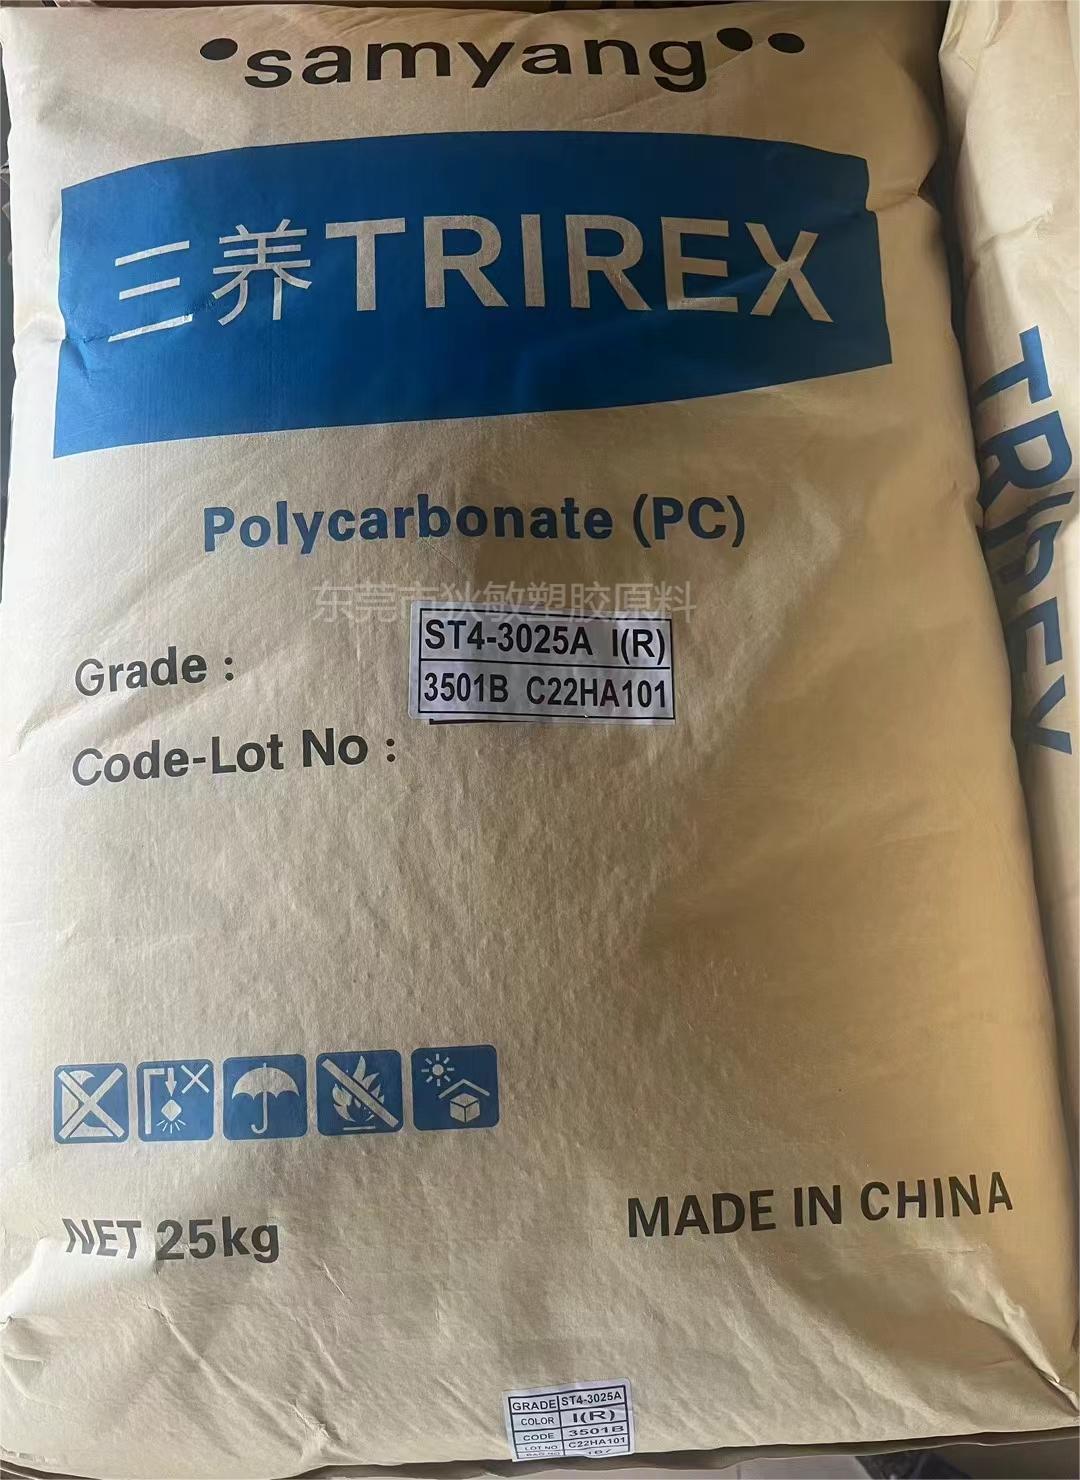 samyang
三养TRIREX
Polycarbonate (PC)
东莞市狄敏塑胶原料
Grade :
ST4-3025A I(R)
3501B C22HA101
Code-Lot No :
NET 25kg
MADE IN CHINA
GRADE ST4-3025A
COLOR I(R)
CODE 3501B
LOT NO C22HA101
TRIREX